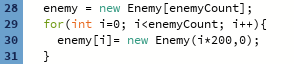 28 enemy = new Enemy[enemyCount];
29 for(int i=0; i<enemyCount; i++){
30 enemy[i]= new Enemy(i*200,0);
31 }